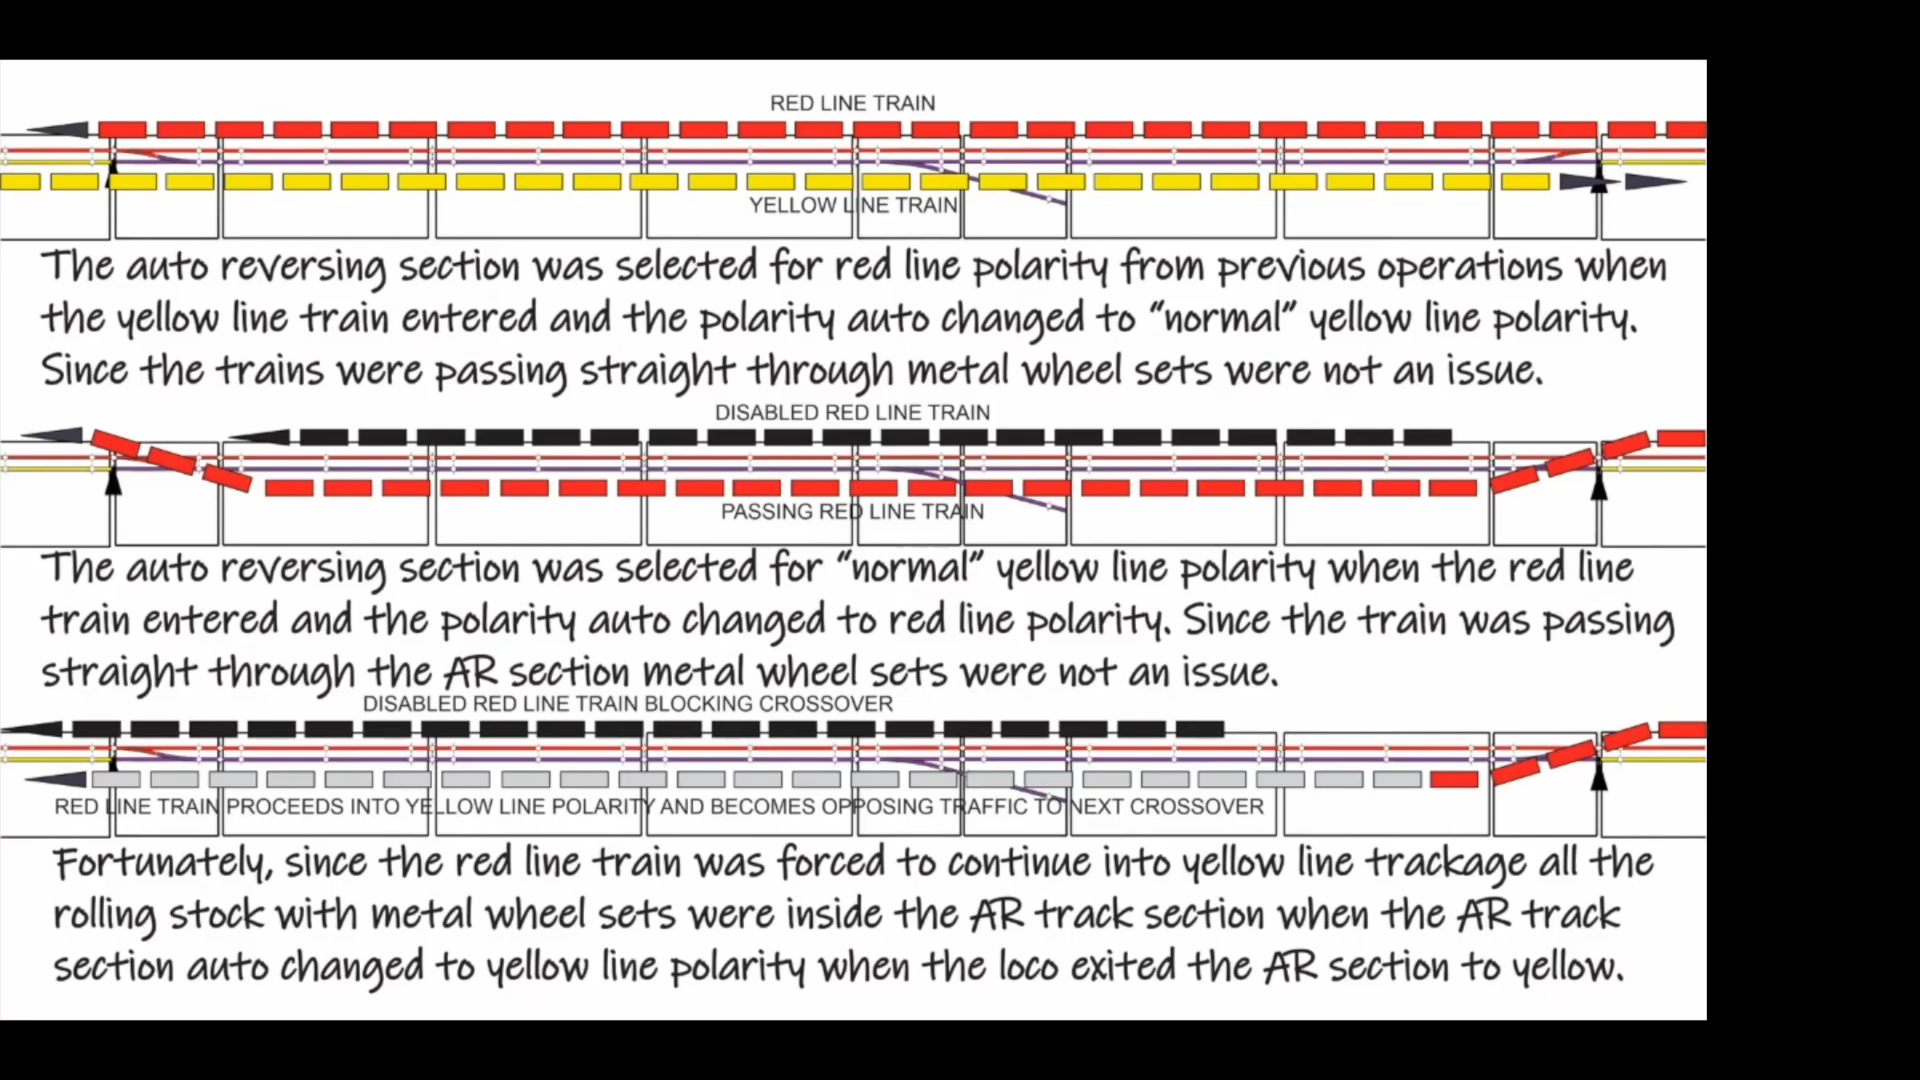 RED LINE TRAIN
YELLOW LINE TRAIN
The auto reversing section was selected for red line polarity from previous operations when
the yellow line train entered and the polarity auto changed to “normal” yellow line polarity.
Since the trains were passing straight through metal wheel sets were not an issue.
DISABLED RED LINE TRAIN
PASSING RED LINE TRAIN
The auto reversing section was selected for “normal” yellow line polarity when the red line
train entered and the polarity auto changed to red line polarity. Since the train was passing
straight through the AR section metal wheel sets were not an issue.
DISABLED RED LINE TRAIN BLOCKING CROSSOVER
RED LINE TRAIN PROCEEDS INTO YELLOW LINE POLARITY AND BECOMES OPPOSING TRAFFIC TO NEXT CROSSOVER
Fortunately, since the red line train was forced to continue into yellow line trackage all the
rolling stock with metal wheel sets were inside the AR track section when the AR track
section auto changed to yellow line polarity when the loco exited the AR section to yellow.